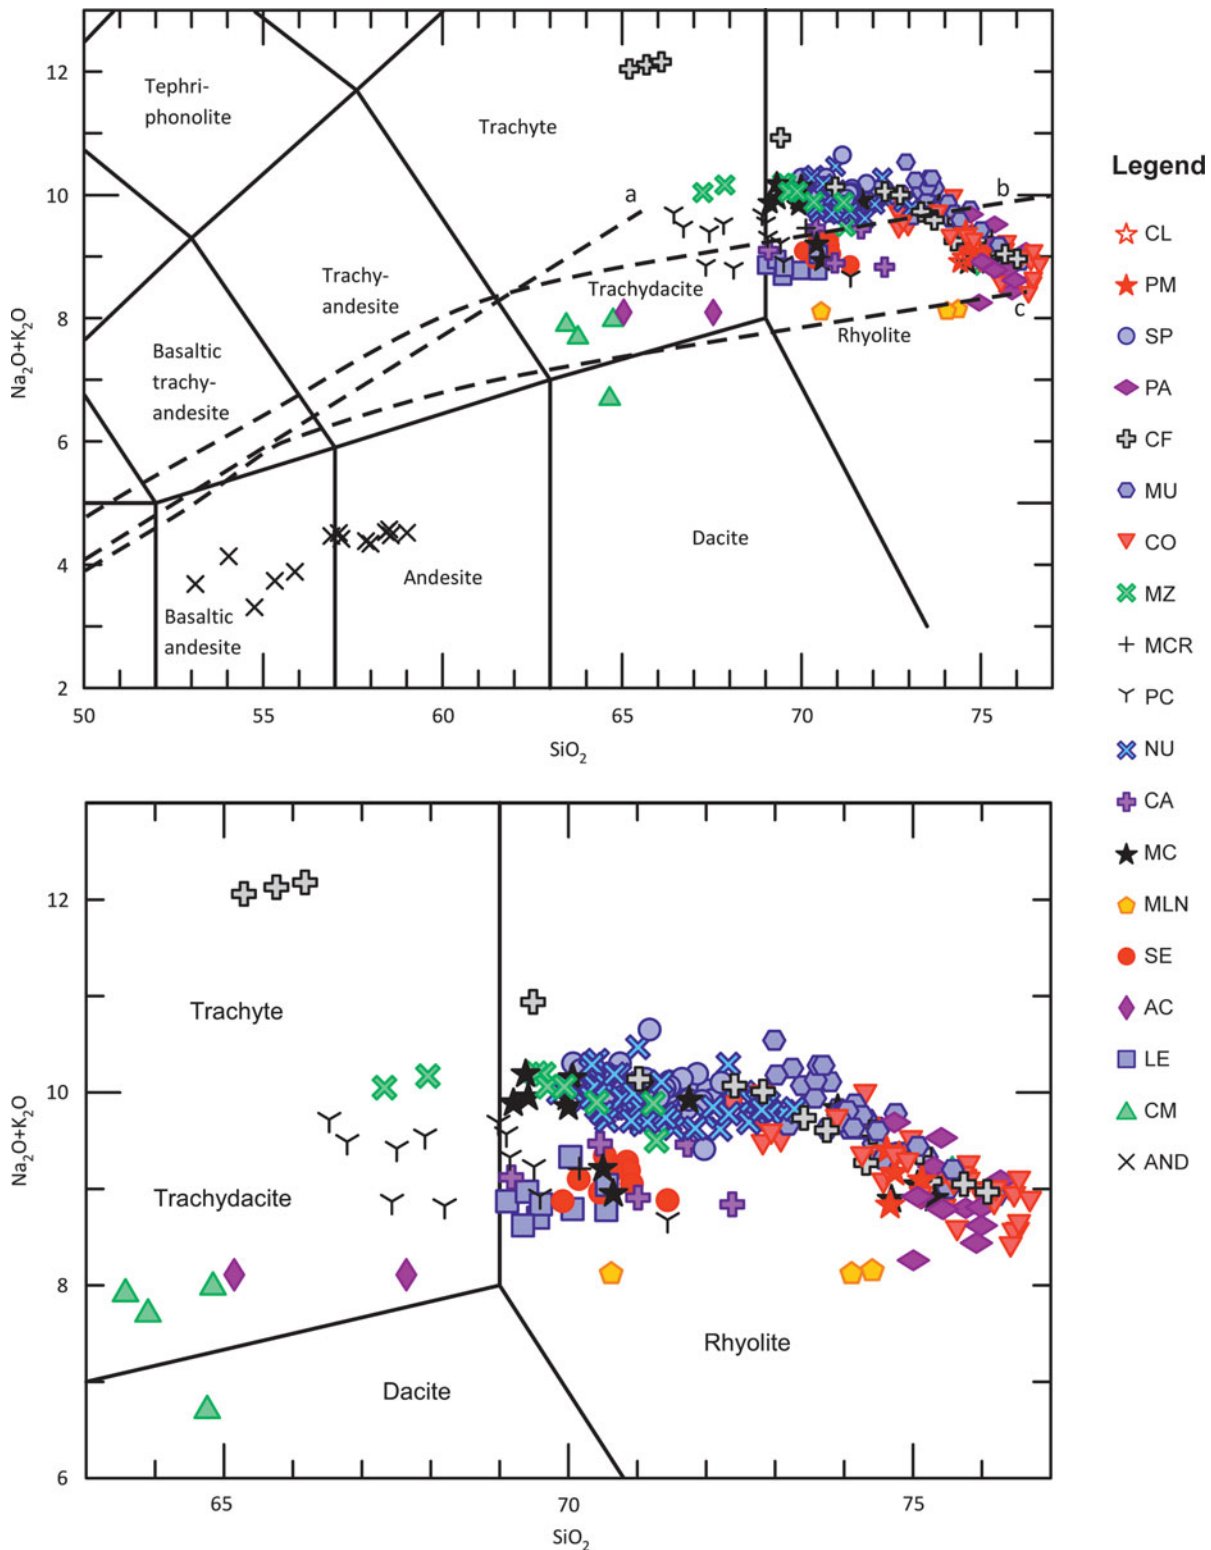 12
10
8
6
4
2
Na₂O+K₂O
Tephri-
phonolite
Trachyte
Trachy-
andesite
Basaltic
trachy-
andesite
Trachydacite
Rhyolite
Dacite
Andesite
Basaltic
andesite
a
b
c
50
55
60
65
70
75
SiO₂
Legend
CL
PM
SP
PA
CF
MU
CO
MZ
MCR
PC
NU
CA
MC
MLN
SE
AC
LE
CM
AND
12
10
8
6
Na₂O+K₂O
Trachyte
Trachydacite
Rhyolite
Dacite
65
70
75
SiO₂